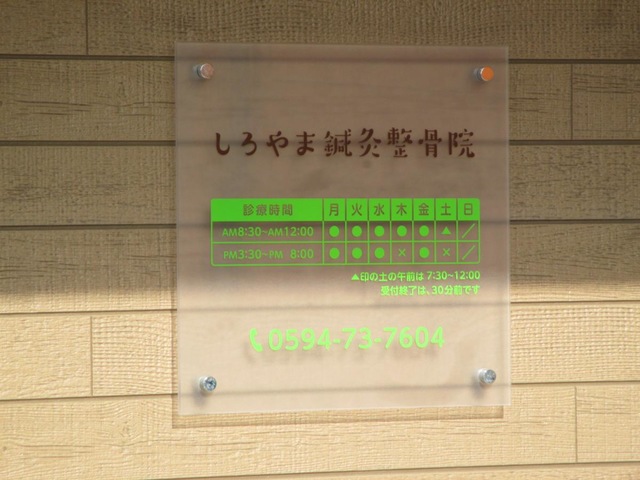 しろやま鍼灸整骨院
診療時間 月 火 水 木 金 土 日
AM8:30~AM12:00 ● ● ● ● ● ▲ ／
PM3:30~PM 8:00 ● ● ● × ● × ／
▲印の土の午前は 7:30~12:00
受付終了は、30分前です
0594-73-7604